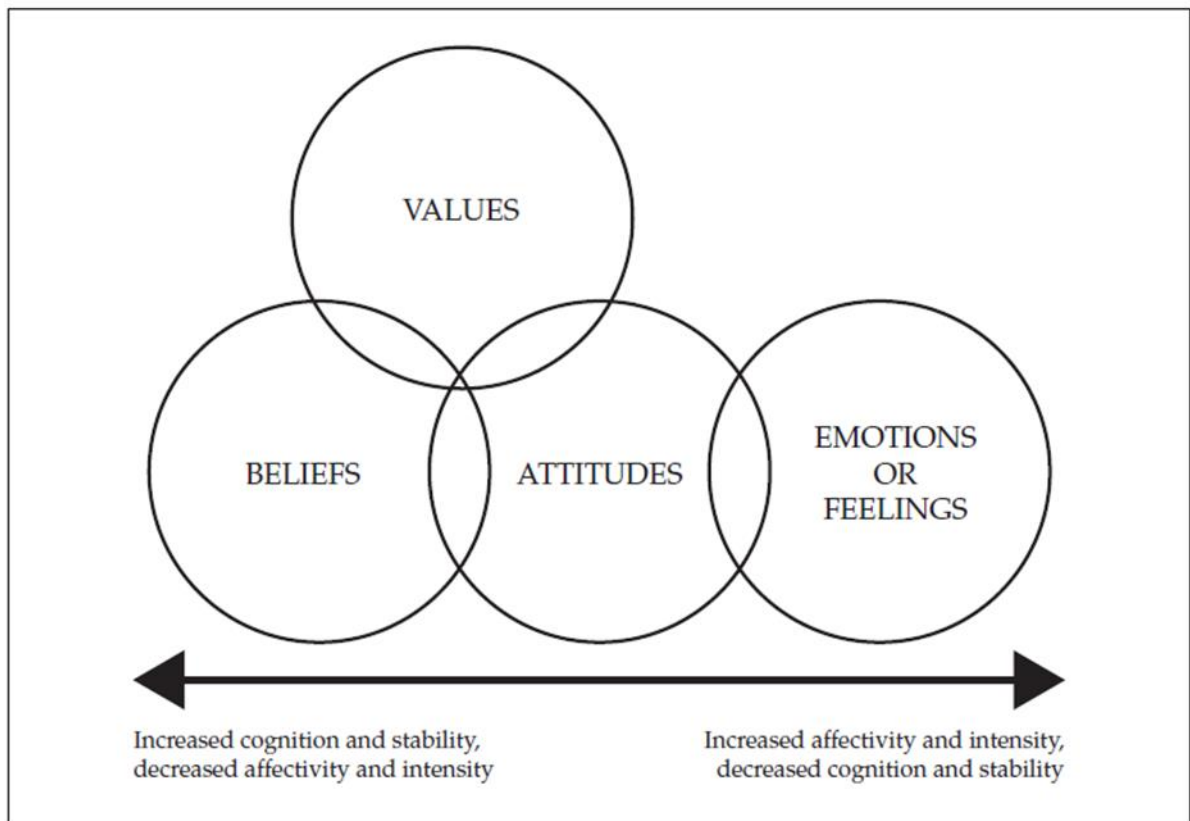 VALUES
BELIEFS
ATTITUDES
EMOTIONS
OR
FEELINGS
Increased cognition and stability,
decreased affectivity and intensity
Increased affectivity and intensity,
decreased cognition and stability